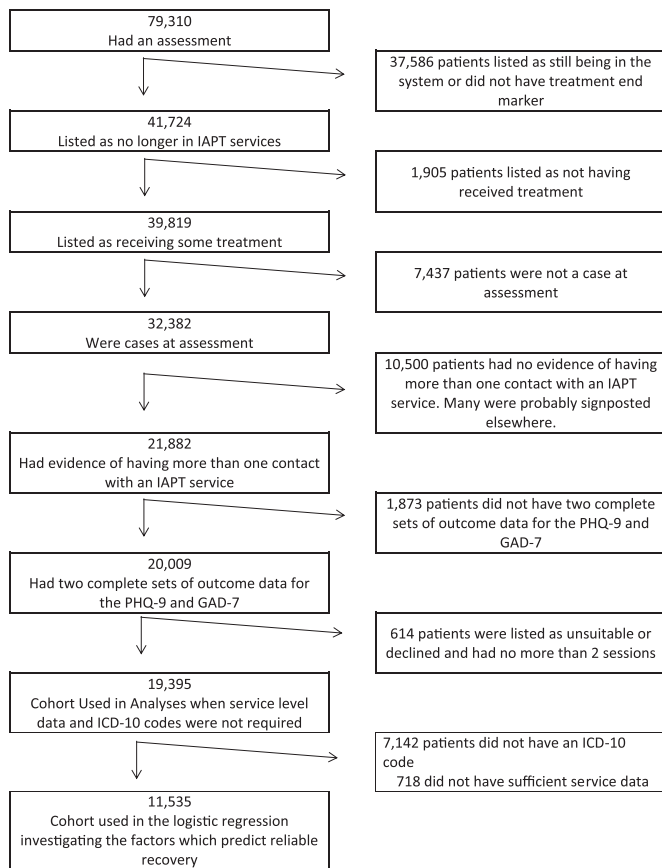 79,310
Had an assessment
37,586 patients listed as still being in the
system or did not have treatment end
marker
41,724
Listed as no longer in IAPT services
1,905 patients listed as not having
received treatment
39,819
Listed as receiving some treatment
7,437 patients were not a case at
assessment
32,382
Were cases at assessment
10,500 patients had no evidence of having
more than one contact with an IAPT
service. Many were probably signposted
elsewhere.
21,882
Had evidence of having more than one contact
with an IAPT service
1,873 patients did not have two complete
sets of outcome data for the PHQ-9 and
GAD-7
20,009
Had two complete sets of outcome data for
the PHQ-9 and GAD-7
614 patients were listed as unsuitable or
declined and had no more than 2 sessions
19,395
Cohort Used in Analyses when service level
data and ICD-10 codes were not required
7,142 patients did not have an ICD-10
code
718 did not have sufficient service data
11,535
Cohort used in the logistic regression
investigating the factors which predict reliable
recovery